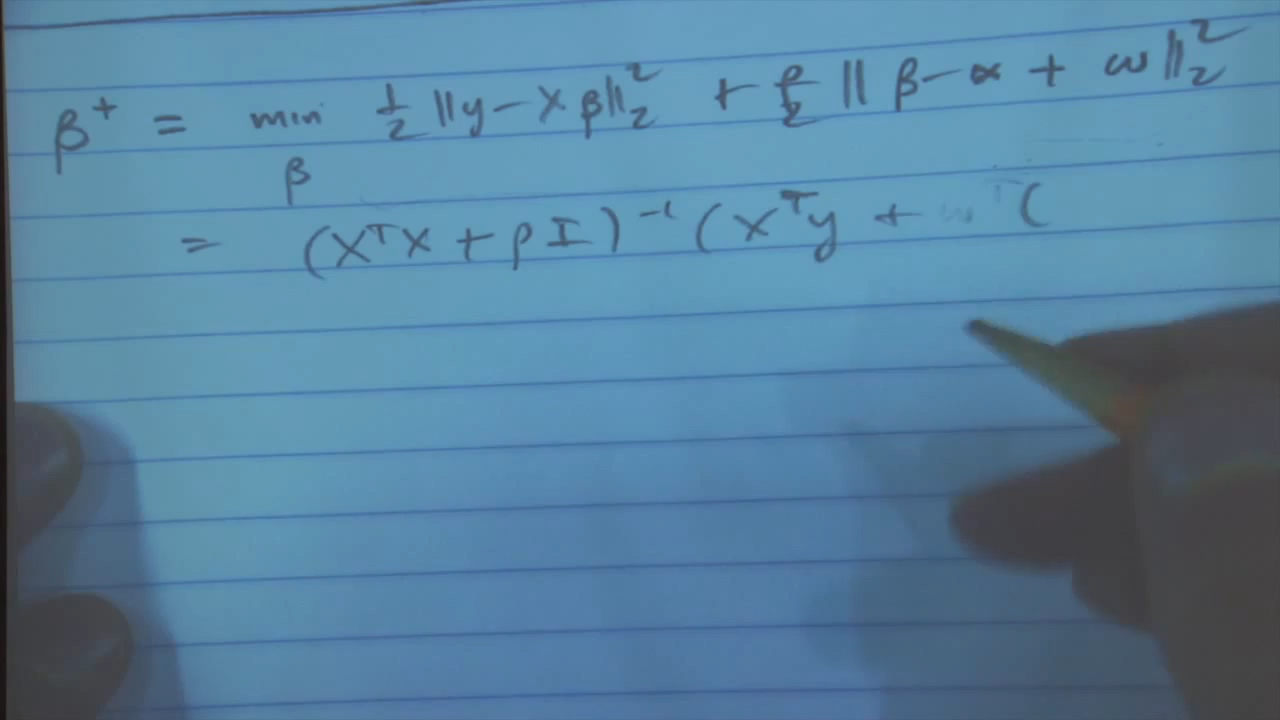 β⁺ = min ½ ‖y − Xβ‖₂² + ρ/2 ‖β − α + ω‖₂²
β
= (XᵀX + ρI)⁻¹ (Xᵀy + (